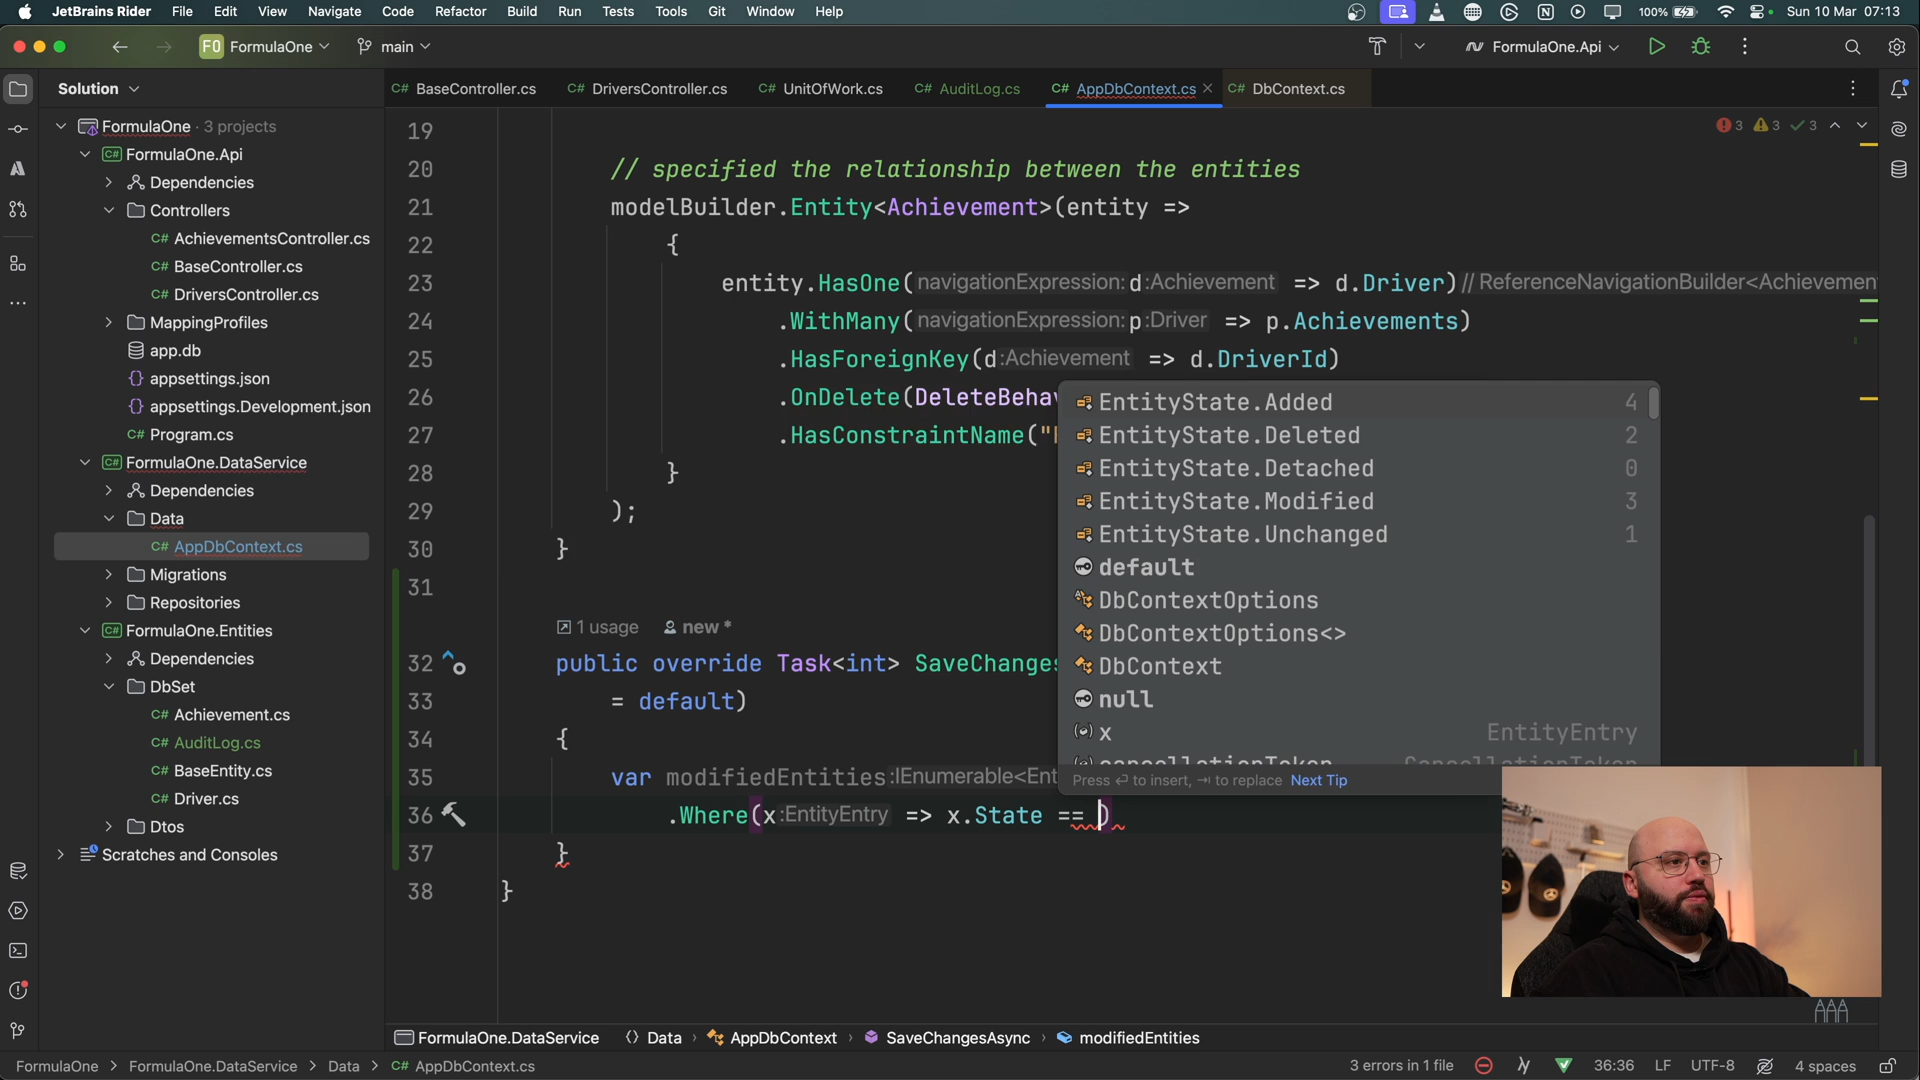 JetBrains Rider File Edit View Navigate Code Refactor Build Run Tests Tools Git Window Help 100% Sun 10 Mar 07:13
FO FormulaOne main FormulaOne.Api
Solution
C# BaseController.cs C# DriversController.cs C# UnitOfWork.cs C# AuditLog.cs C# AppDbContext.cs C# DbContext.cs
3 3 3
FormulaOne · 3 projects
C# FormulaOne.Api
Dependencies
Controllers
C# AchievementsController.cs
C# BaseController.cs
C# DriversController.cs
MappingProfiles
app.db
{} appsettings.json
{} appsettings.Development.json
C# Program.cs
C# FormulaOne.DataService
Dependencies
Data
C# AppDbContext.cs
Migrations
Repositories
C# FormulaOne.Entities
Dependencies
DbSet
C# Achievement.cs
C# AuditLog.cs
C# BaseEntity.cs
C# Driver.cs
Dtos
Scratches and Consoles
19
20 // specified the relationship between the entities
21 modelBuilder.Entity<Achievement>(entity =>
22 {
23 entity.HasOne(navigationExpression:d:Achievement => d.Driver)//ReferenceNavigationBuilder<Achievemen
24 .WithMany(navigationExpression:p:Driver => p.Achievements)
25 .HasForeignKey(d:Achievement => d.DriverId)
26 .OnDelete(DeleteBehav
27 .HasConstraintName("
28 }
29 );
30 }
31
1 usage new *
32 public override Task<int> SaveChanges
33 = default)
34 {
35 var modifiedEntities:IEnumerable<Ent
36 .Where(x:EntityEntry => x.State == )
37 }
38 }
EntityState.Added 4
EntityState.Deleted 2
EntityState.Detached 0
EntityState.Modified 3
EntityState.Unchanged 1
default
DbContextOptions
DbContextOptions<>
DbContext
null
x EntityEntry
cancellationToken CancellationToken
Press ↵ to insert, ⇥ to replace Next Tip
FormulaOne.DataService Data AppDbContext SaveChangesAsync modifiedEntities
FormulaOne FormulaOne.DataService Data C# AppDbContext.cs 3 errors in 1 file 36:36 LF UTF-8 4 spaces